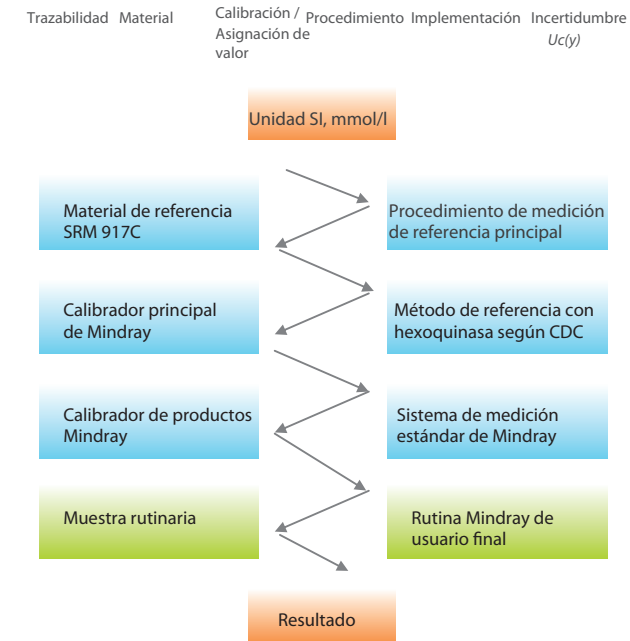 Trazabilidad Material Calibración / Procedimiento Implementación Incertidumbre
Asignación de Uc(y)
valor
Unidad SI, mmol/l
Material de referencia
SRM 917C
Procedimiento de medición
de referencia principal
Calibrador principal
de Mindray
Método de referencia con
hexoquinasa según CDC
Calibrador de productos
Mindray
Sistema de medición
estándar de Mindray
Muestra rutinaria
Rutina Mindray de
usuario final
Resultado